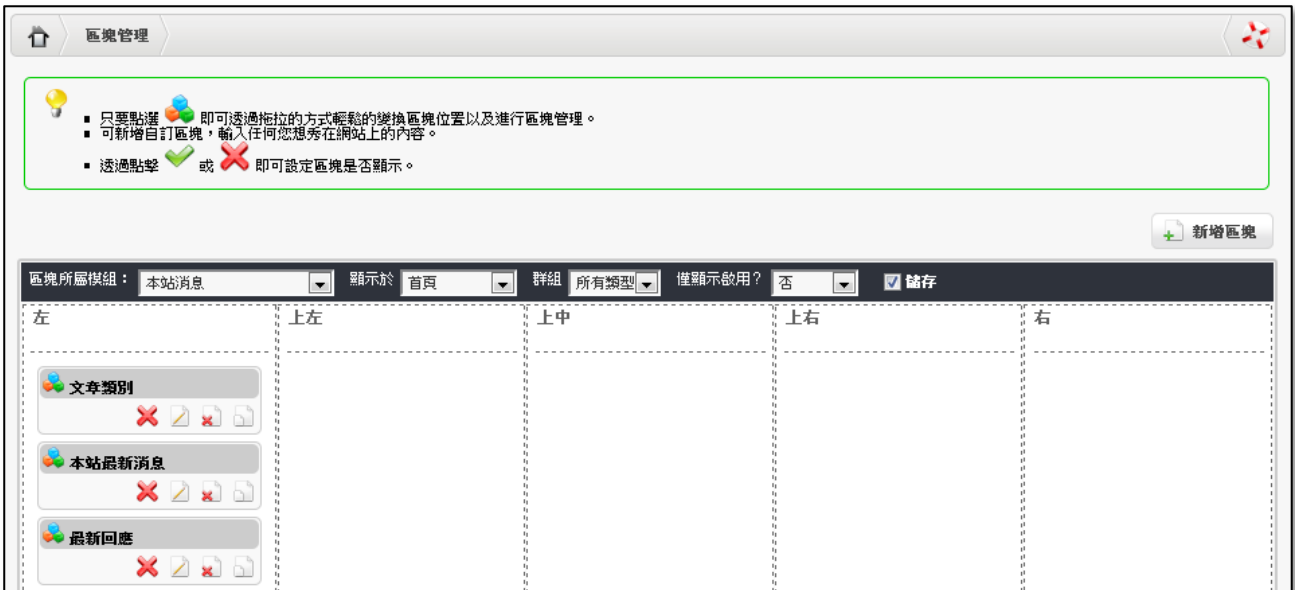 區塊管理
只要點選 即可透過拖拉的方式輕鬆的變換區塊位置以及進行區塊管理。
可新增自訂區塊，輸入任何您想秀在網站上的內容。
透過點擊 或 即可設定區塊是否顯示。
新增區塊
區塊所屬模組： 本站消息 顯示於 首頁 群組 所有類型 僅顯示啟用？ 否 儲存
左 上左 上中 上右 右
文章類別
本站最新消息
最新回應